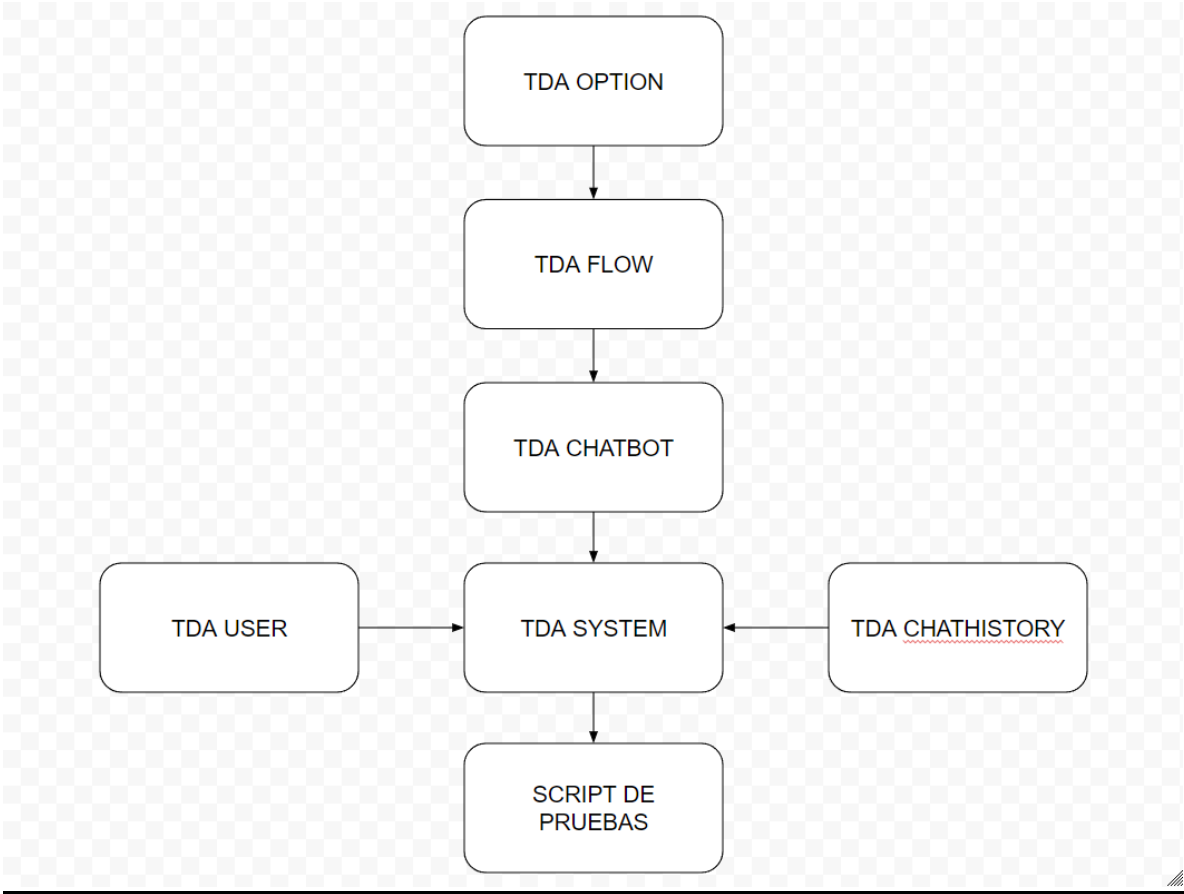 TDA OPTION
TDA FLOW
TDA CHATBOT
TDA USER
TDA SYSTEM
TDA CHATHISTORY
SCRIPT DE
PRUEBAS